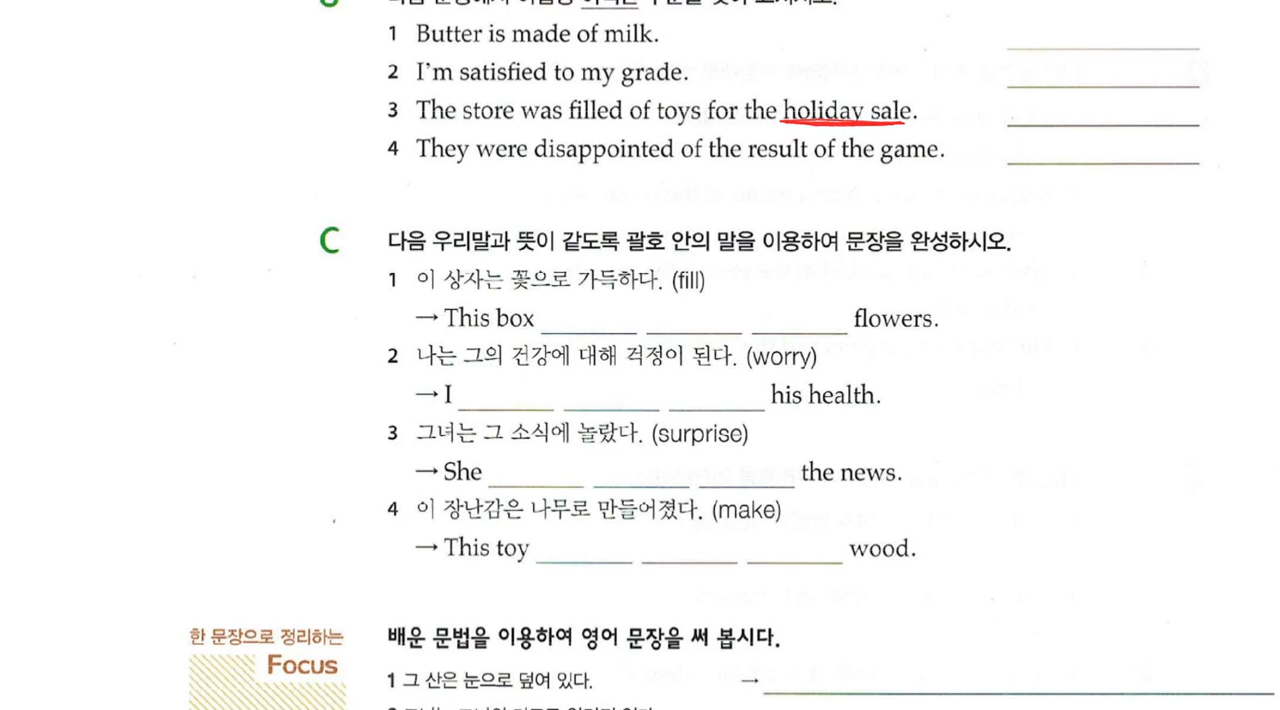 1 Butter is made of milk.
2 I'm satisfied to my grade.
3 The store was filled of toys for the holiday sale.
4 They were disappointed of the result of the game.
C 다음 우리말과 뜻이 같도록 괄호 안의 말을 이용하여 문장을 완성하시오.
1 이 상자는 꽃으로 가득하다. (fill)
→ This box flowers.
2 나는 그의 건강에 대해 걱정이 된다. (worry)
→ I his health.
3 그녀는 그 소식에 놀랐다. (surprise)
→ She the news.
4 이 장난감은 나무로 만들어졌다. (make)
→ This toy wood.
한 문장으로 정리하는
Focus
배운 문법을 이용하여 영어 문장을 써 봅시다.
1 그 산은 눈으로 덮여 있다. →